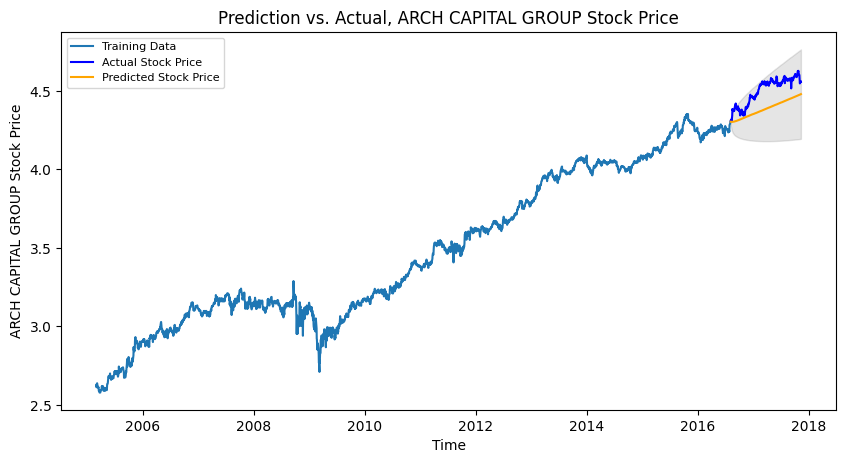 Prediction vs. Actual, ARCH CAPITAL GROUP Stock Price
Training Data
Actual Stock Price
Predicted Stock Price
ARCH CAPITAL GROUP Stock Price
4.5
4.0
3.5
3.0
2.5
2006 2008 2010 2012 2014 2016 2018
Time